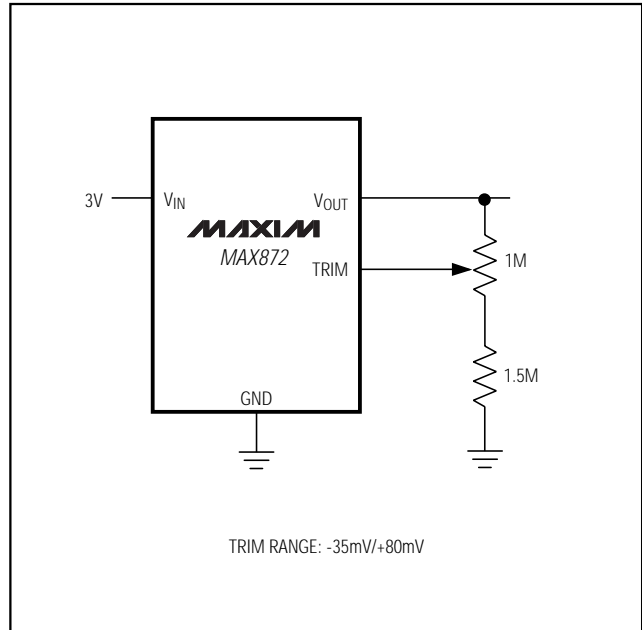 3V
VIN
VOUT
MAXIM
MAX872
TRIM
1M
1.5M
GND
TRIM RANGE: -35mV/+80mV